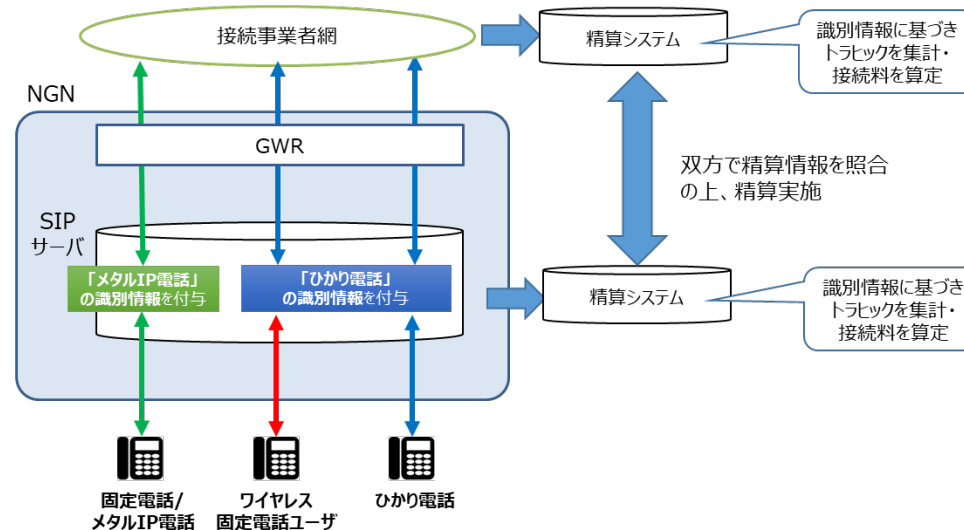 接続事業者網
精算システム
識別情報に基づき
トラヒックを集計・
接続料を算定
NGN
GWR
双方で精算情報を照合
の上、精算実施
SIP
サーバ
「メタルIP電話」
の識別情報を付与
「ひかり電話」
の識別情報を付与
精算システム
識別情報に基づき
トラヒックを集計・
接続料を算定
固定電話/
メタルIP電話
ワイヤレス
固定電話ユーザ
ひかり電話